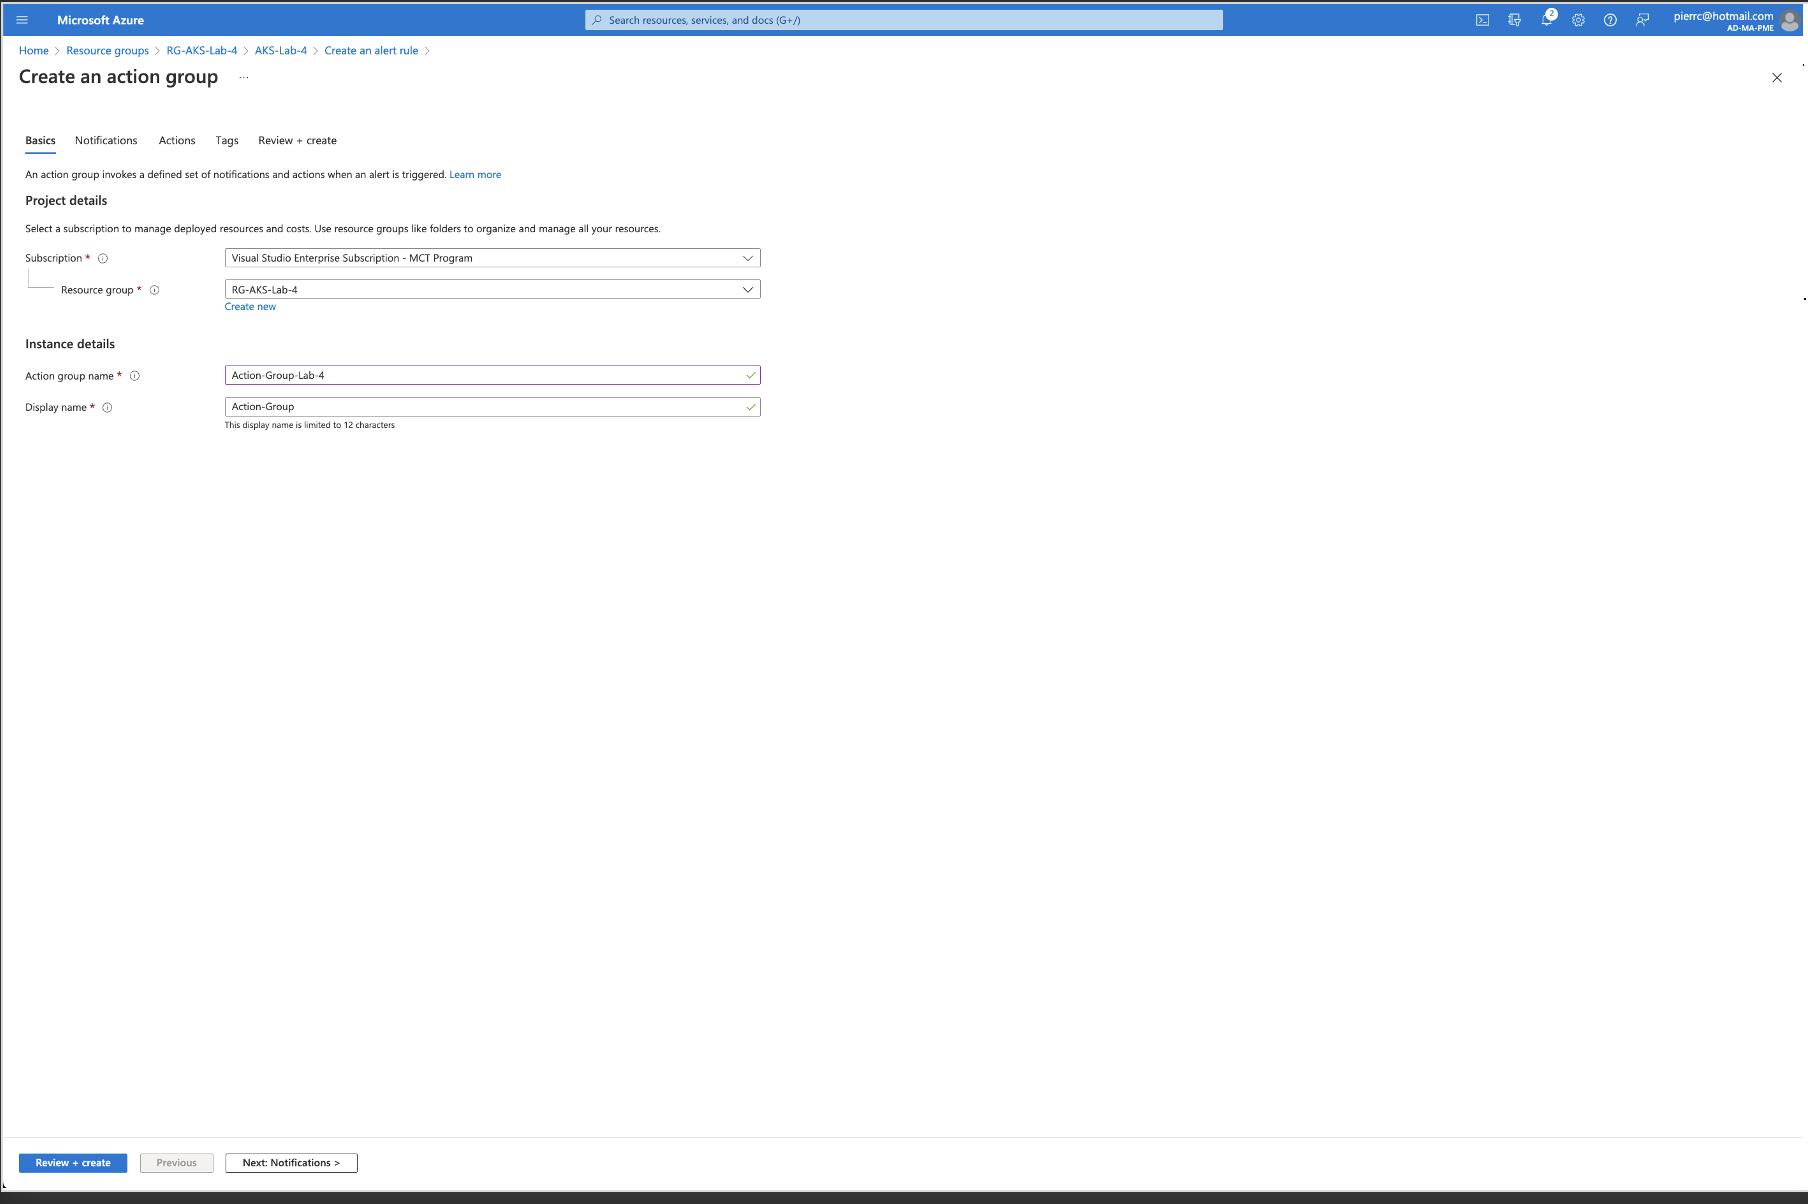 Microsoft Azure
Search resources, services, and docs (G+/)
2
pierrc@hotmail.com
AD-MA-PME
Home > Resource groups > RG-AKS-Lab-4 > AKS-Lab-4 > Create an alert rule >
Create an action group ...
Basics Notifications Actions Tags Review + create
An action group invokes a defined set of notifications and actions when an alert is triggered. Learn more
Project details
Select a subscription to manage deployed resources and costs. Use resource groups like folders to organize and manage all your resources.
Subscription * Visual Studio Enterprise Subscription - MCT Program
Resource group * RG-AKS-Lab-4
Create new
Instance details
Action group name * Action-Group-Lab-4
Display name * Action-Group
This display name is limited to 12 characters
Review + create Previous Next: Notifications >